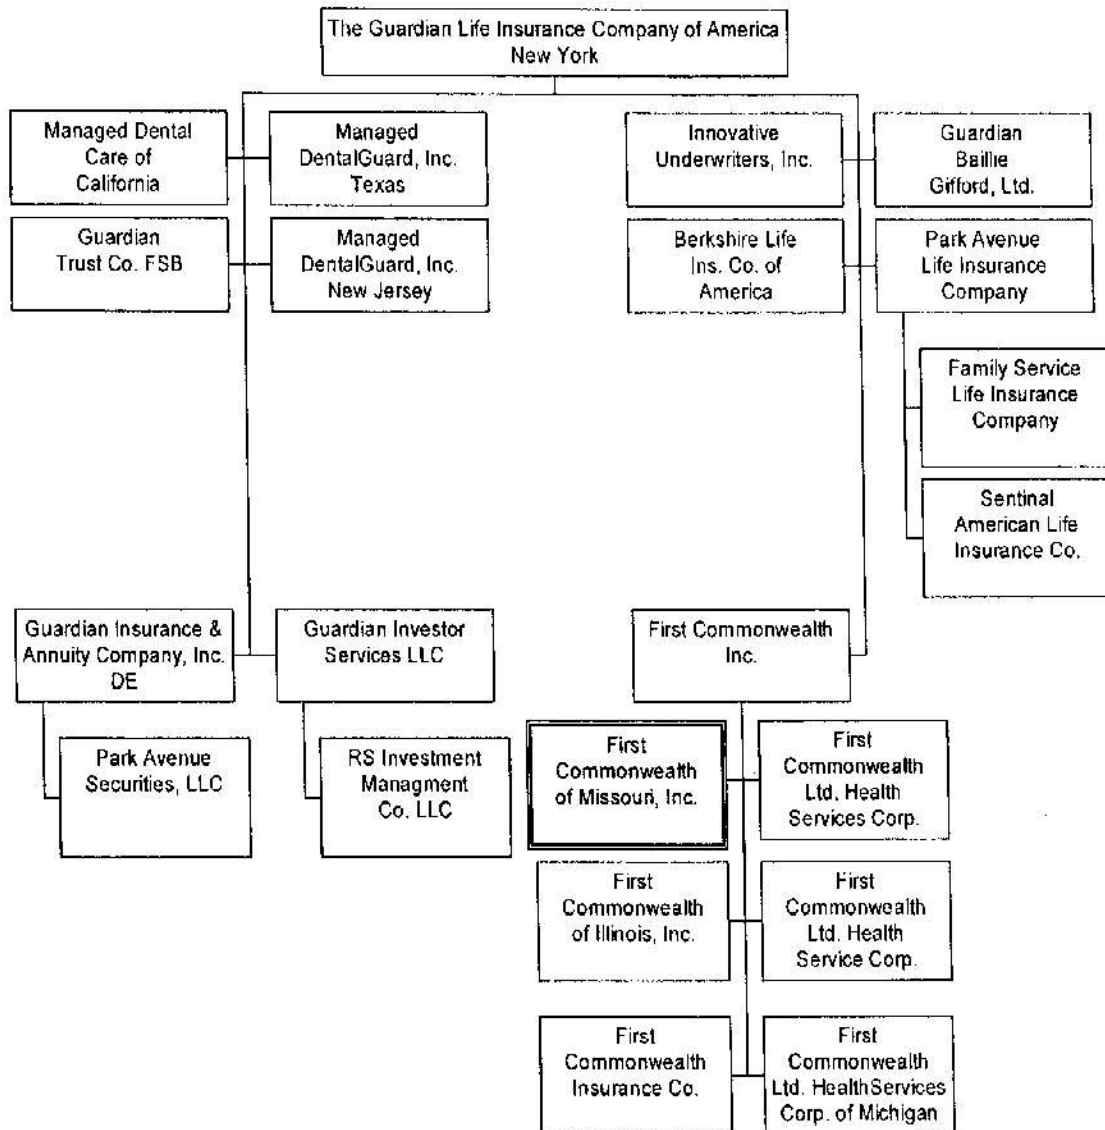 The Guardian Life Insurance Company of America
New York
Managed Dental
Care of
California
Managed
DentalGuard, Inc.
Texas
Innovative
Underwriters, Inc.
Guardian
Baillie
Gifford, Ltd.
Guardian
Trust Co. FSB
Managed
DentalGuard, Inc.
New Jersey
Berkshire Life
Ins. Co. of
America
Park Avenue
Life Insurance
Company
Family Service
Life Insurance
Company
Sentinal
American Life
Insurance Co.
Guardian Insurance &
Annuity Company, Inc.
DE
Guardian Investor
Services LLC
First Commonwealth
Inc.
Park Avenue
Securities, LLC
RS Investment
Managment
Co. LLC
First
Commonwealth
of Missouri, Inc.
First
Commonwealth
Ltd. Health
Services Corp.
First
Commonwealth
of Illinois, Inc.
First
Commonwealth
Ltd. Health
Service Corp.
First
Commonwealth
Insurance Co.
First
Commonwealth
Ltd. HealthServices
Corp. of Michigan